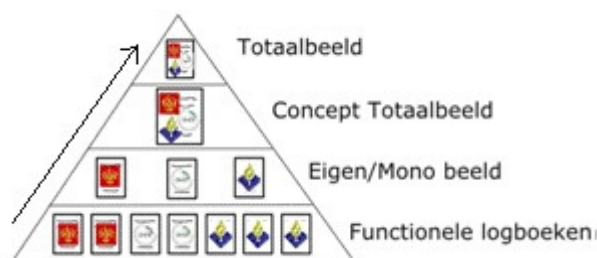 Totaalbeeld
Concept Totaalbeeld
Eigen/Mono beeld
Functionele logboeken